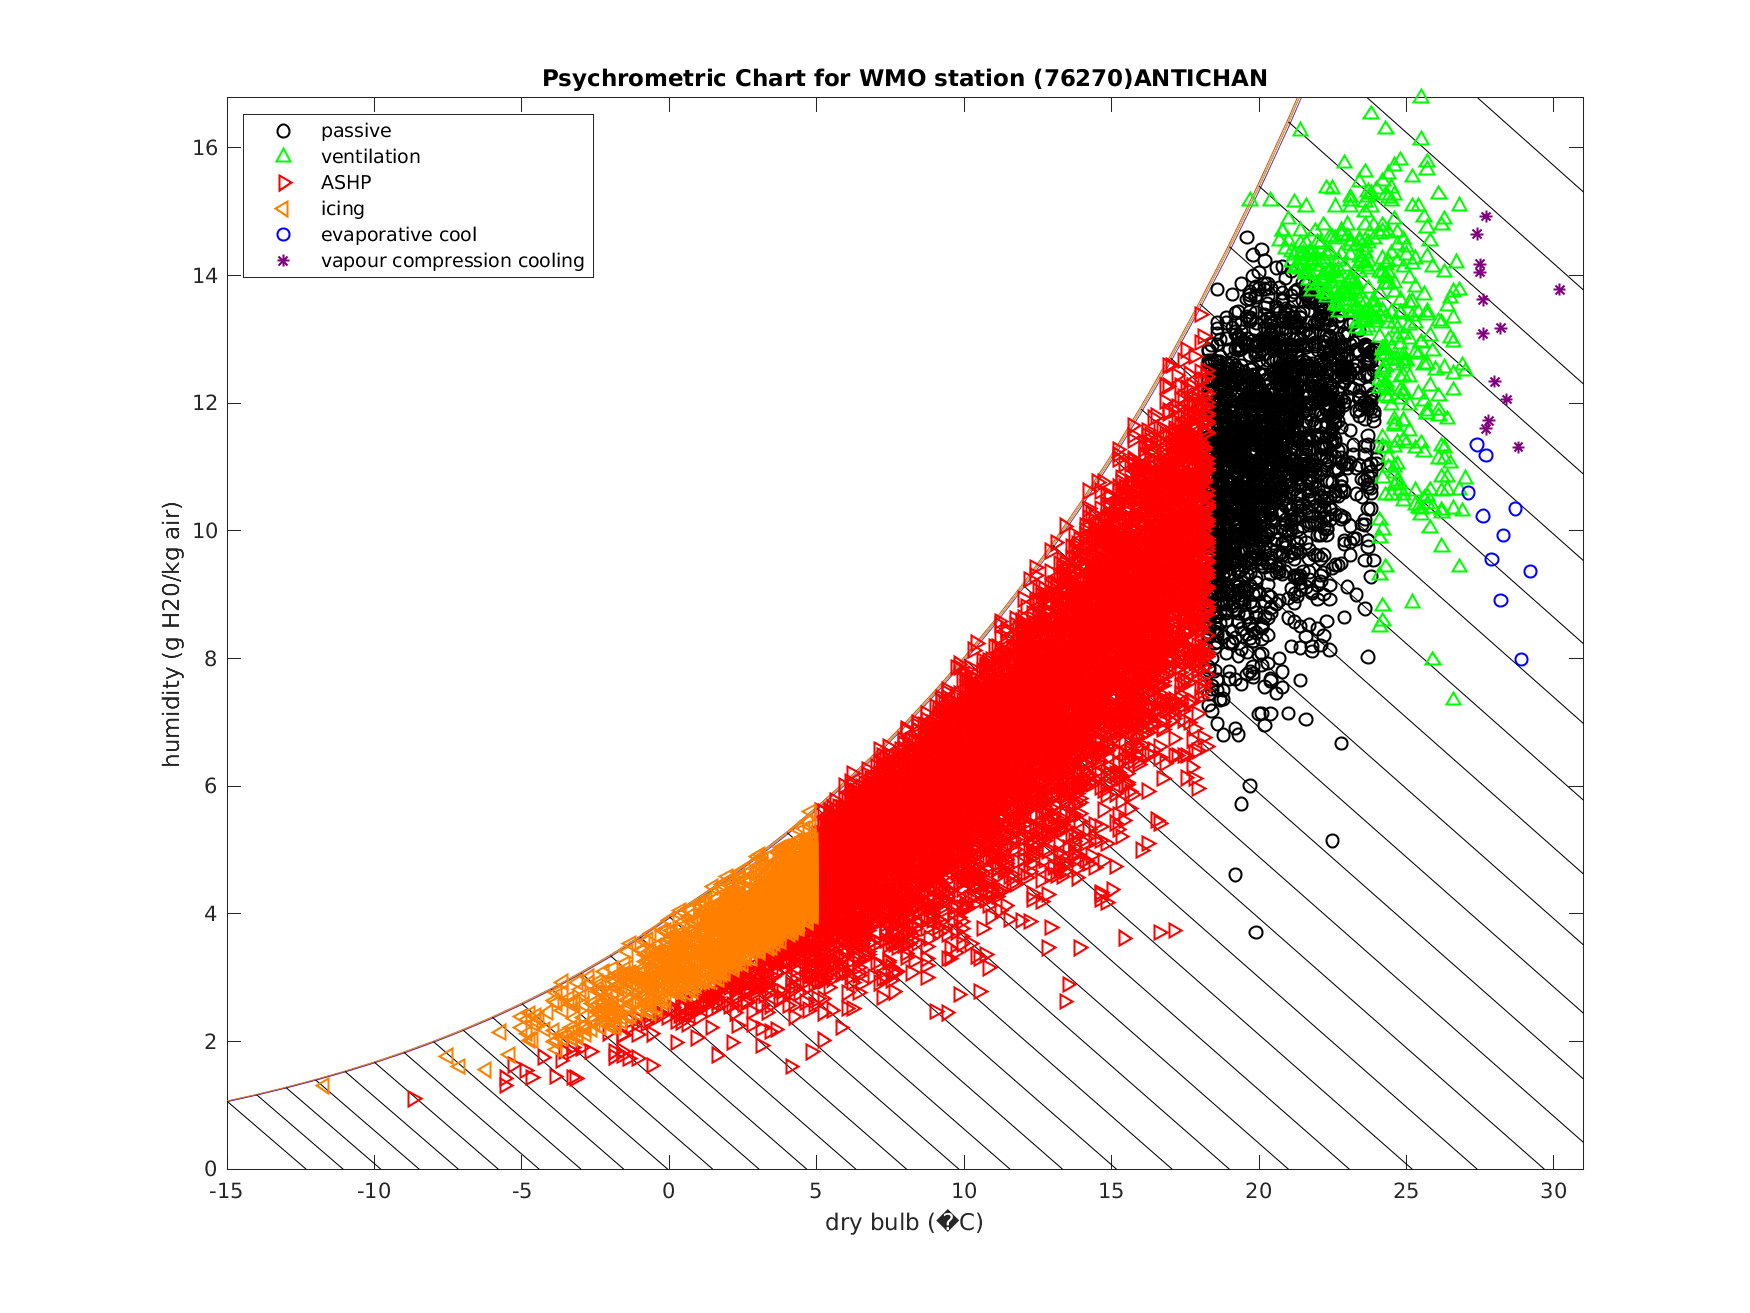 Psychrometric Chart for WMO station (76270)ANTICHAN
passive
ventilation
ASHP
icing
evaporative cool
vapour compression cooling
humidity (g H20/kg air)
16
14
12
10
8
6
4
2
0
-15 -10 -5 0 5 10 15 20 25 30
dry bulb (�C)